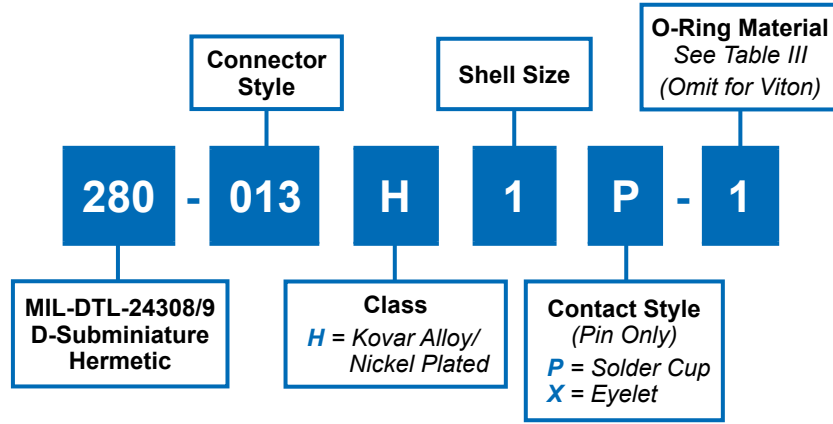 Connector
Style
Shell Size
O-Ring Material
See Table III
(Omit for Viton)
280 - 013 H 1 P - 1
MIL-DTL-24308/9
D-Subminiature
Hermetic
Class
H = Kovar Alloy/
Nickel Plated
Contact Style
(Pin Only)
P = Solder Cup
X = Eyelet